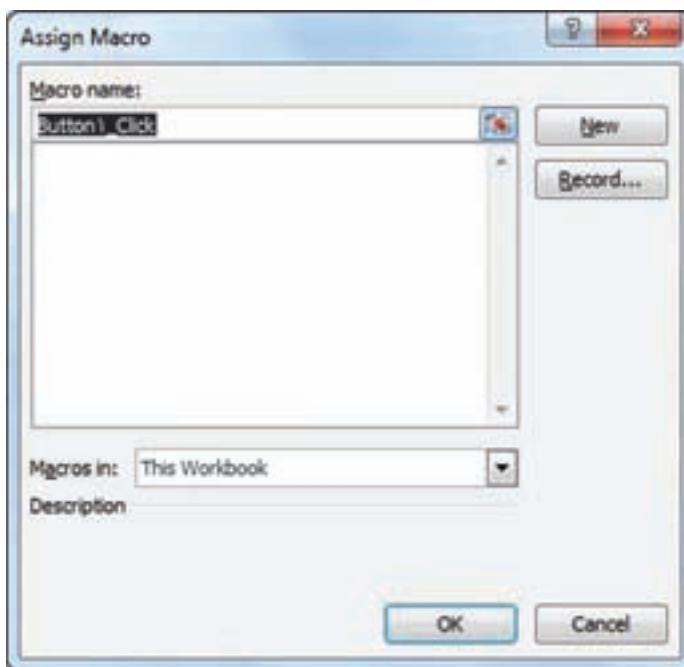 Assign Macro
Macro name:
Button1_Click
New
Record...
Macros in:
This Workbook
Description
OK
Cancel